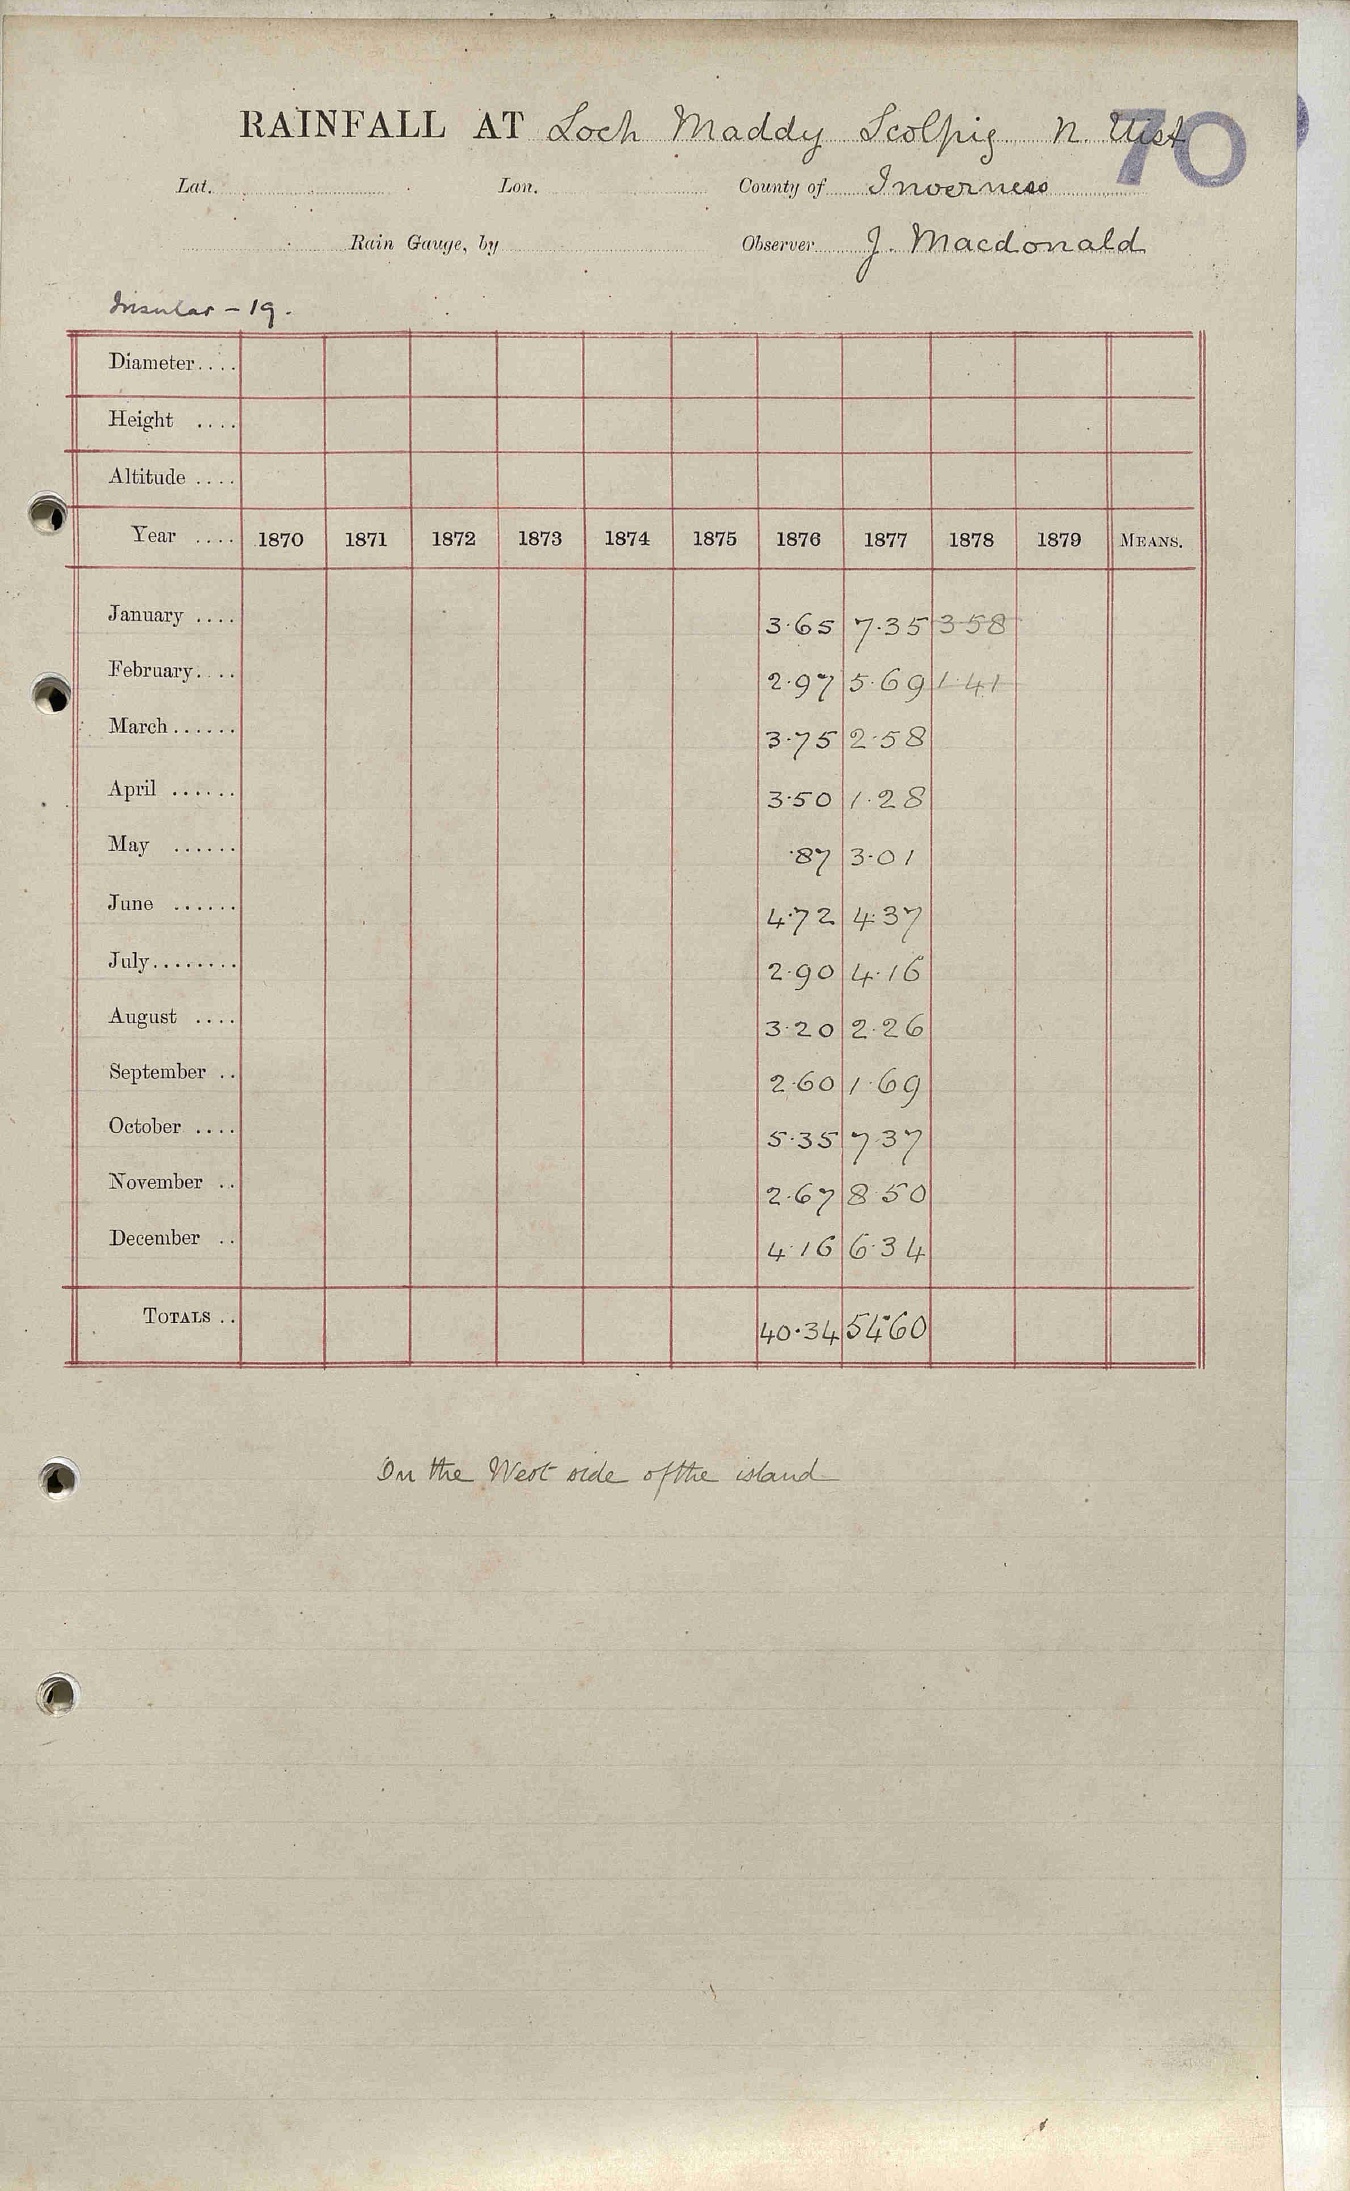 RAINFALL AT Loch Maddy Scolpig N. Uist
70
Lat. Lon. County of Inverness
Rain Gauge, by Observer J. Macdonald
Insular – 19.
Diameter....
Height ....
Altitude ....
Year .... 1870 1871 1872 1873 1874 1875 1876 1877 1878 1879 MEANS.
January .... 3.65 7.35 3.58
February.... 2.97 5.69 1.41
March...... 3.75 2.58
April ...... 3.50 1.28
May ...... .87 3.01
June ...... 4.72 4.37
July........ 2.90 4.16
August .... 3.20 2.26
September .. 2.60 1.69
October .... 5.35 7.37
November .. 2.67 8.50
December .. 4.16 6.34
TOTALS .. 40.34 54.60
On the West side of the island